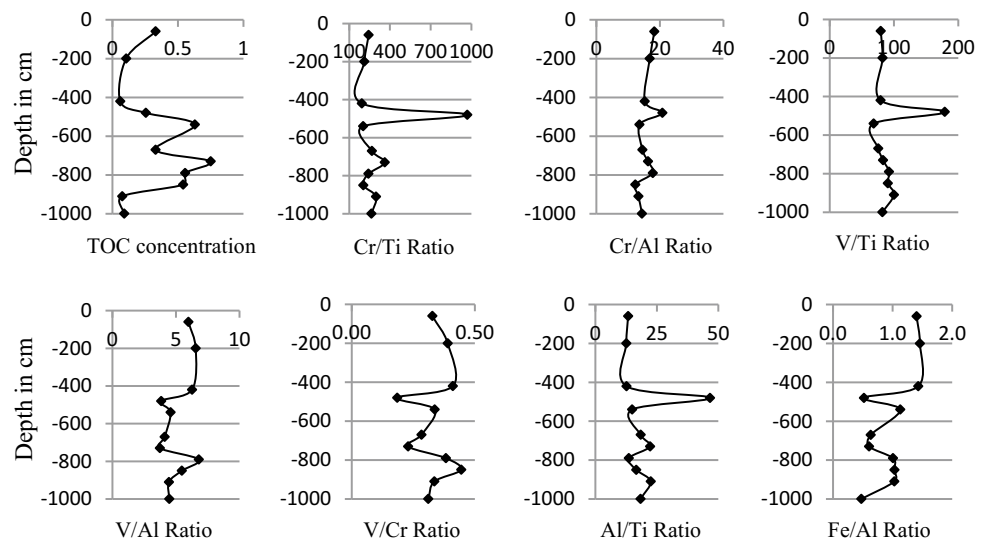 0
0 0.5 1
-200
-400
-600
-800
-1000
Depth in cm
TOC concentration
0
100 400 700 1000
-200
-400
-600
-800
-1000
Cr/Ti Ratio
0
0 20 40
-200
-400
-600
-800
-1000
Cr/Al Ratio
0
0 100 200
-200
-400
-600
-800
-1000
V/Ti Ratio
0
0 5 10
-200
-400
-600
-800
-1000
Depth in cm
V/Al Ratio
0
0.00 0.50
-200
-400
-600
-800
-1000
V/Cr Ratio
0
0 25 50
-200
-400
-600
-800
-1000
Al/Ti Ratio
0
0.0 1.0 2.0
-200
-400
-600
-800
-1000
Fe/Al Ratio